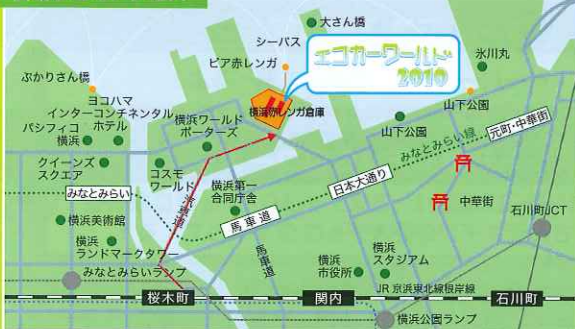 大さん橋
シーバス
ピア赤レンガ
エコカーワールド
2010
氷川丸
ぷかりさん橋
ヨコハマ
インターコンチネンタル
ホテル
パシフィコ
横浜
横浜ワールド
ポーターズ
横浜赤レンガ倉庫
山下公園
山下公園
みなとみらい線
元町・中華街
クイーンズ
スクエア
コスモ
ワールド
みなとみらい
汽車道
横浜第一
合同庁舎
日本大通り
中華街
馬車道
馬車道
石川町JCT
横浜美術館
横浜
ランドマークタワー
みなとみらいランプ
横浜
市役所
横浜
スタジアム
JR 京浜東北線根岸線
桜木町
関内
石川町
横浜公園ランプ